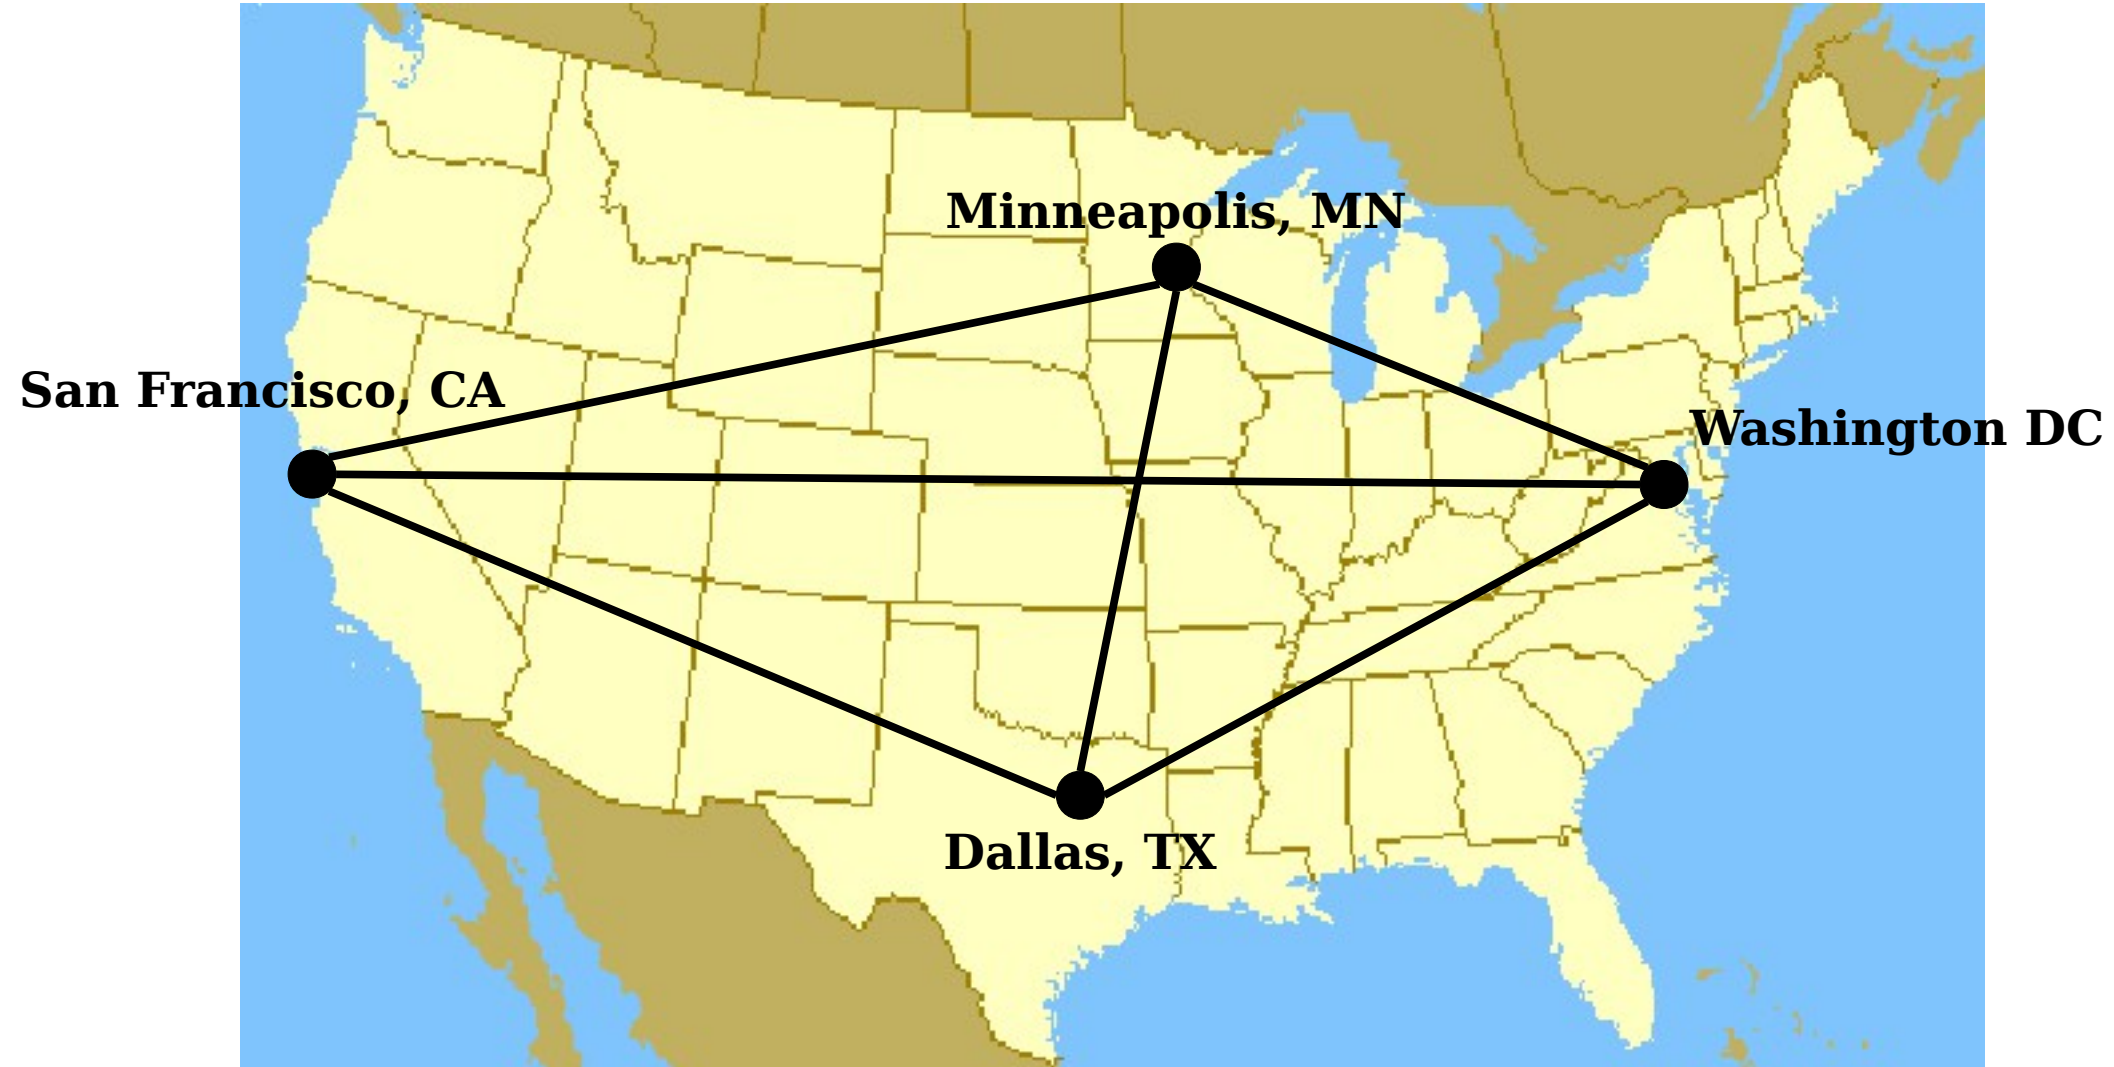 Minneapolis, MN
San Francisco, CA
Washington DC
Dallas, TX